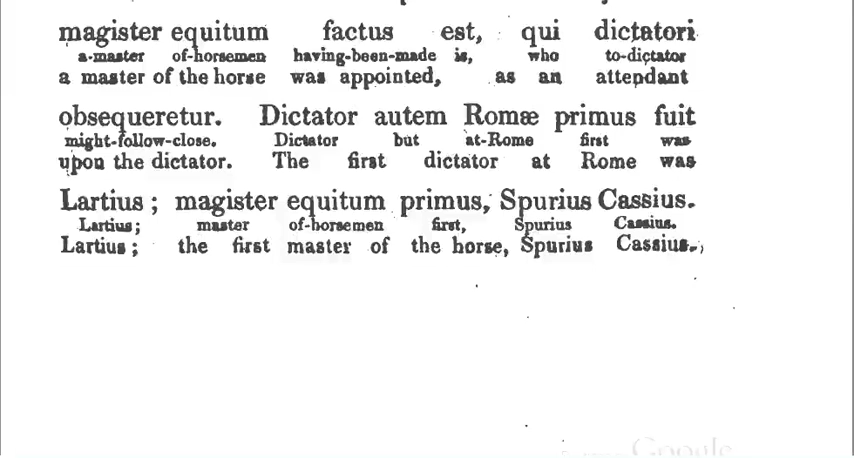 magister equitum factus est, qui dictatori
a-master of-horsemen having-been-made is, who to-dictator
a master of the horse was appointed, as an attendant
obsequeretur. Dictator autem Romæ primus fuit
might-follow-close. Dictator but at-Rome first was
upon the dictator. The first dictator at Rome was
Lartius; magister equitum primus, Spurius Cassius.
Lartius; master of-horsemen first, Spurius Cassius.
Lartius; the first master of the horse, Spurius Cassius.
Google